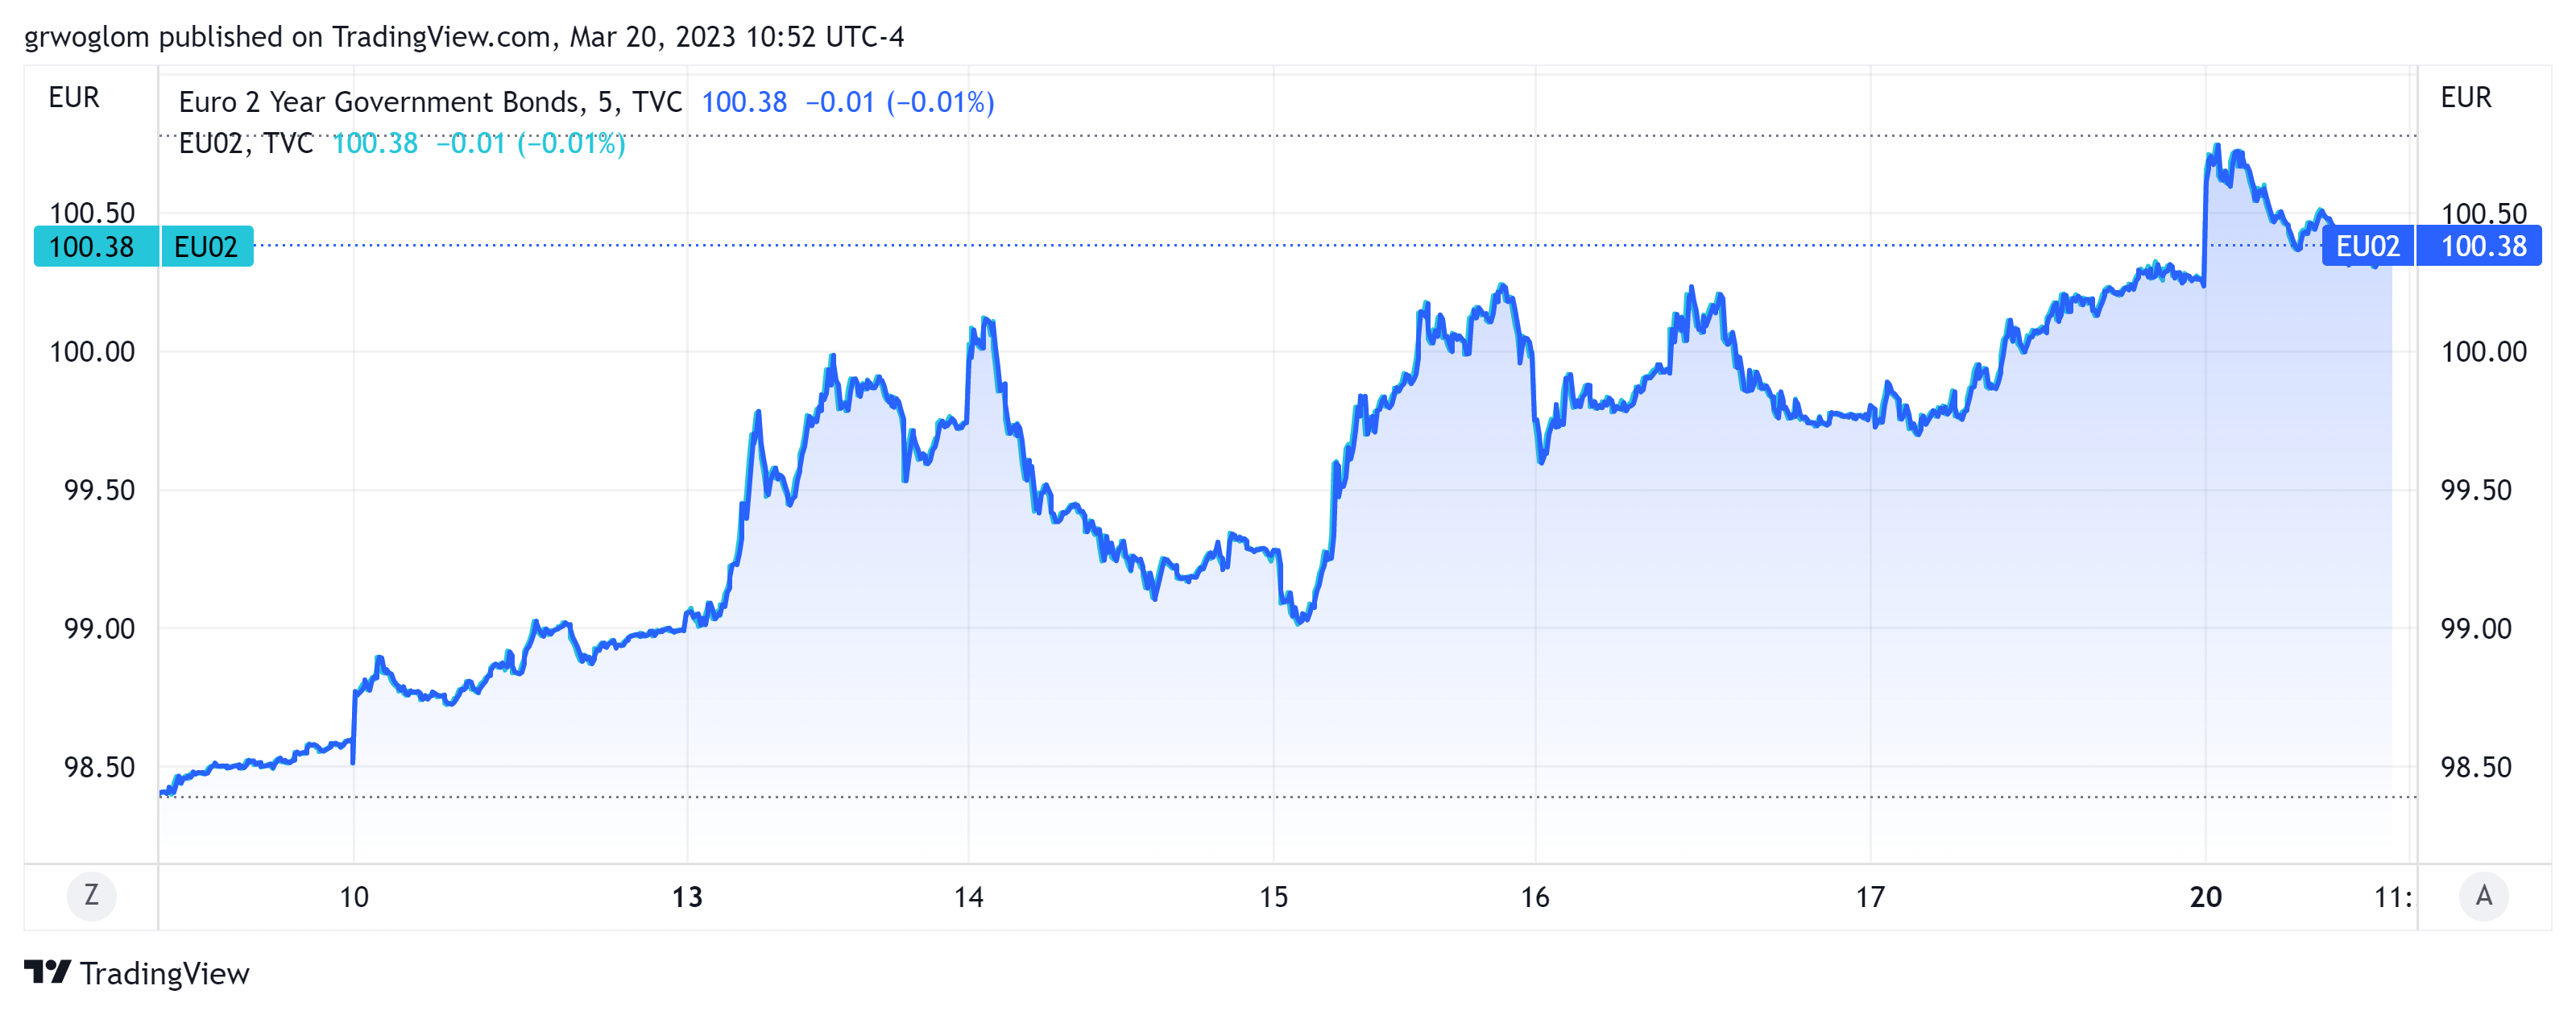 grwoglom published on TradingView.com, Mar 20, 2023 10:52 UTC-4
EUR
EUR
Euro 2 Year Government Bonds, 5, TVC 100.38 −0.01 (−0.01%)
EU02, TVC 100.38 −0.01 (−0.01%)
100.50
100.50
100.38 EU02
EU02 100.38
100.00
100.00
99.50
99.50
99.00
99.00
98.50
98.50
Z 10 13 14 15 16 17 20 11: A
TradingView